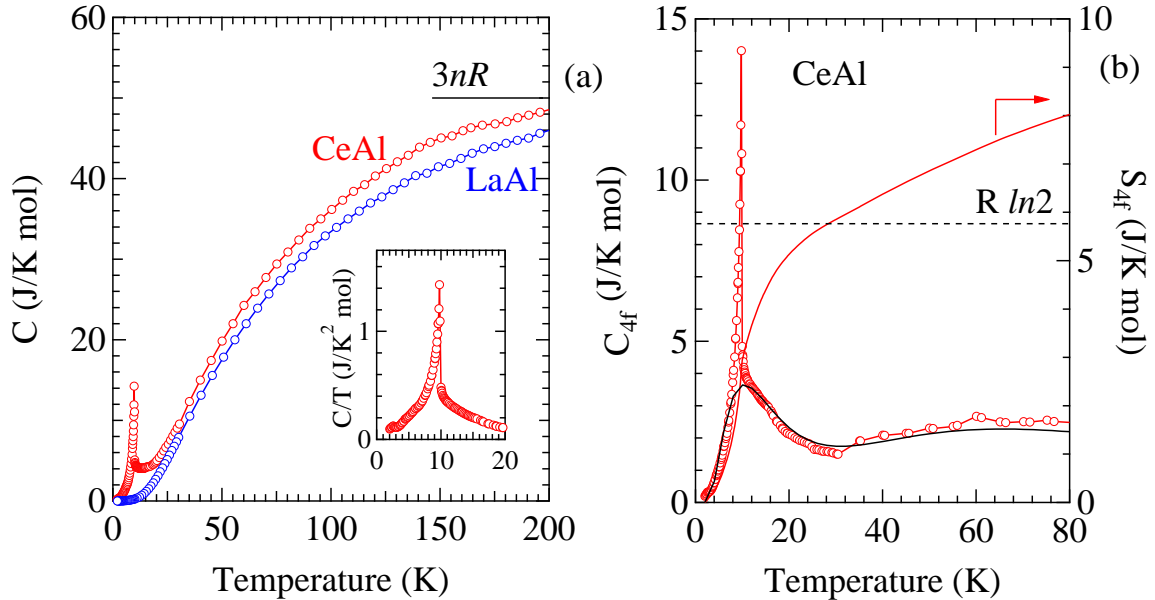 60
40
20
0
C (J/K mol)
0
50
100
150
200
Temperature (K)
3nR
(a)
CeAl
LaAl
C/T (J/K² mol)
1
0
0
10
20
15
10
5
0
C₄f (J/K mol)
CeAl
(b)
R ln2
10
5
0
S₄f (J/K mol)
0
20
40
60
80
Temperature (K)